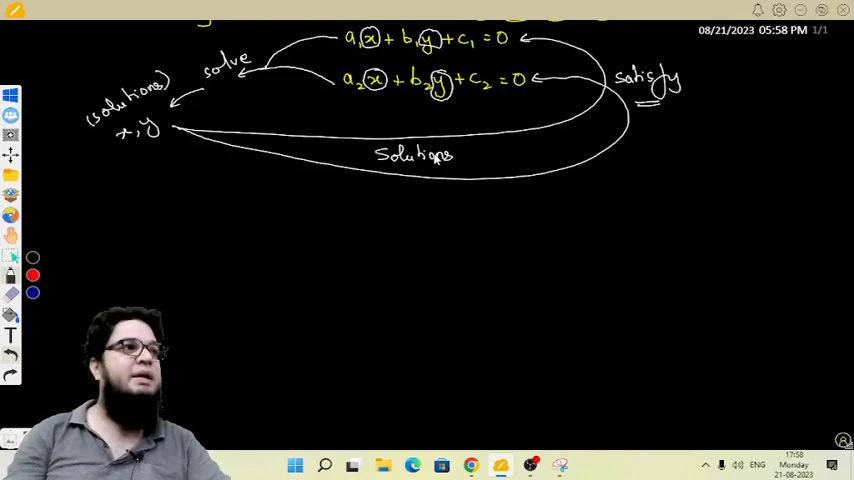 08/21/2023 05:58 PM 1/1
a₁x + b₁y + c₁ = 0
solve
a₂x + b₂y + c₂ = 0
satisfy
(solutions)
x, y
Solutions
T
ENG
17:58
Monday
21-08-2023